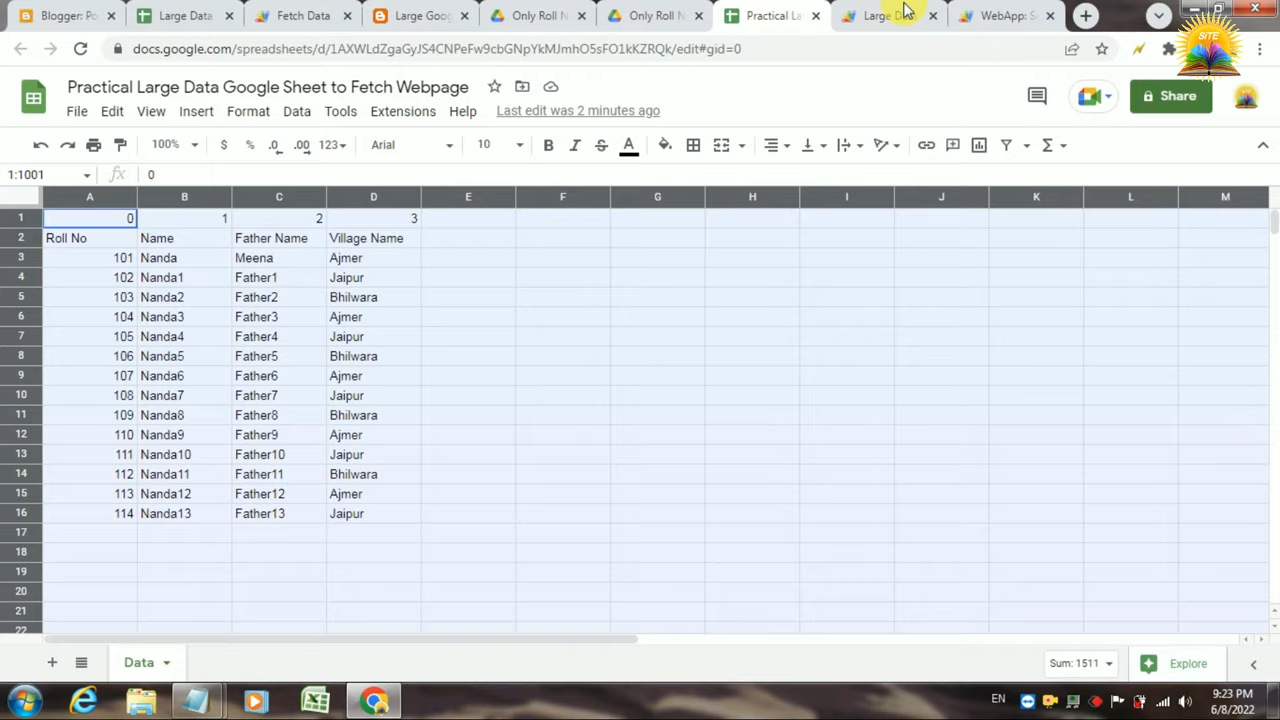 Blogger: Po Large Data Fetch Data Large Goo Only Roll Only Roll N Practical La Large Da WebApp: S
docs.google.com/spreadsheets/d/1AXWLdZgaGyJS4CNPeFw9cbGNpYkMJmhO5sFO1kKZRQk/edit#gid=0
SITE
Practical Large Data Google Sheet to Fetch Webpage
File Edit View Insert Format Data Tools Extensions Help Last edit was 2 minutes ago
Share
100% $ % .0 .00 123 Arial 10 B I S A
1:1001 fx 0
A B C D E F G H I J K L M
1 0 1 2 3
2 Roll No Name Father Name Village Name
3 101 Nanda Meena Ajmer
4 102 Nanda1 Father1 Jaipur
5 103 Nanda2 Father2 Bhilwara
6 104 Nanda3 Father3 Ajmer
7 105 Nanda4 Father4 Jaipur
8 106 Nanda5 Father5 Bhilwara
9 107 Nanda6 Father6 Ajmer
10 108 Nanda7 Father7 Jaipur
11 109 Nanda8 Father8 Bhilwara
12 110 Nanda9 Father9 Ajmer
13 111 Nanda10 Father10 Jaipur
14 112 Nanda11 Father11 Bhilwara
15 113 Nanda12 Father12 Ajmer
16 114 Nanda13 Father13 Jaipur
17
18
19
20
21
22
Data Sum: 1511 Explore
EN 9:23 PM
6/8/2022